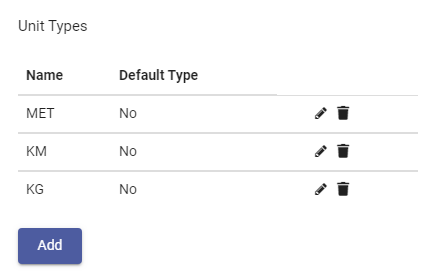 Unit Types
Name Default Type
MET No
KM No
KG No
Add